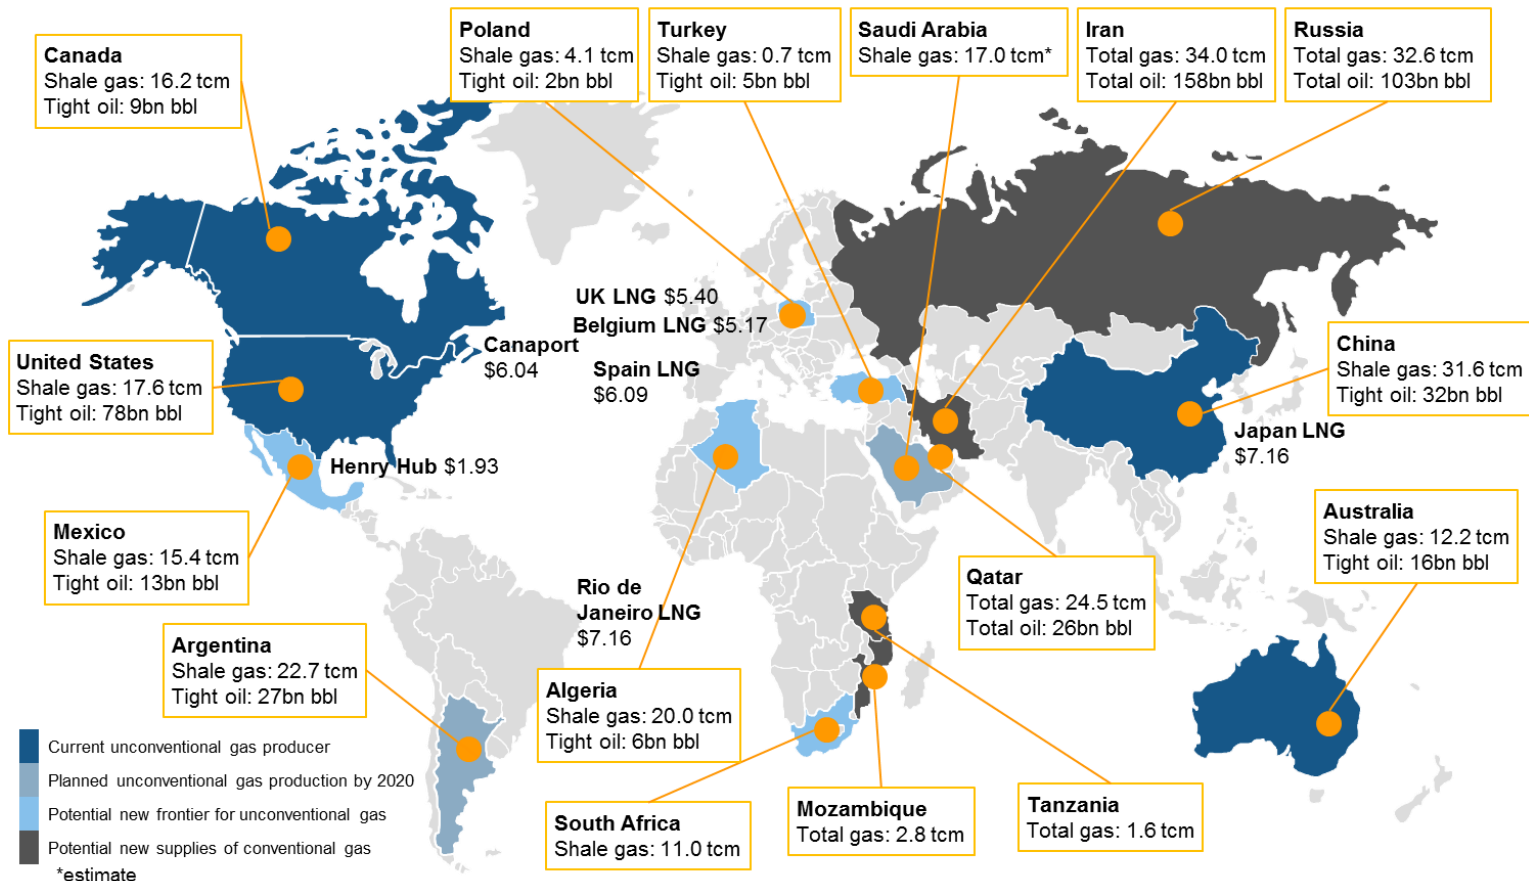 Canada
Shale gas: 16.2 tcm
Tight oil: 9bn bbl
Poland
Shale gas: 4.1 tcm
Tight oil: 2bn bbl
Turkey
Shale gas: 0.7 tcm
Tight oil: 5bn bbl
Saudi Arabia
Shale gas: 17.0 tcm*
Iran
Total gas: 34.0 tcm
Total oil: 158bn bbl
Russia
Total gas: 32.6 tcm
Total oil: 103bn bbl
UK LNG $5.40
Belgium LNG $5.17
Canaport
$6.04
Spain LNG
$6.09
United States
Shale gas: 17.6 tcm
Tight oil: 78bn bbl
China
Shale gas: 31.6 tcm
Tight oil: 32bn bbl
Japan LNG
$7.16
Henry Hub $1.93
Mexico
Shale gas: 15.4 tcm
Tight oil: 13bn bbl
Australia
Shale gas: 12.2 tcm
Tight oil: 16bn bbl
Qatar
Total gas: 24.5 tcm
Total oil: 26bn bbl
Rio de
Janeiro LNG
$7.16
Argentina
Shale gas: 22.7 tcm
Tight oil: 27bn bbl
Algeria
Shale gas: 20.0 tcm
Tight oil: 6bn bbl
South Africa
Shale gas: 11.0 tcm
Mozambique
Total gas: 2.8 tcm
Tanzania
Total gas: 1.6 tcm
Current unconventional gas producer
Planned unconventional gas production by 2020
Potential new frontier for unconventional gas
Potential new supplies of conventional gas
*estimate